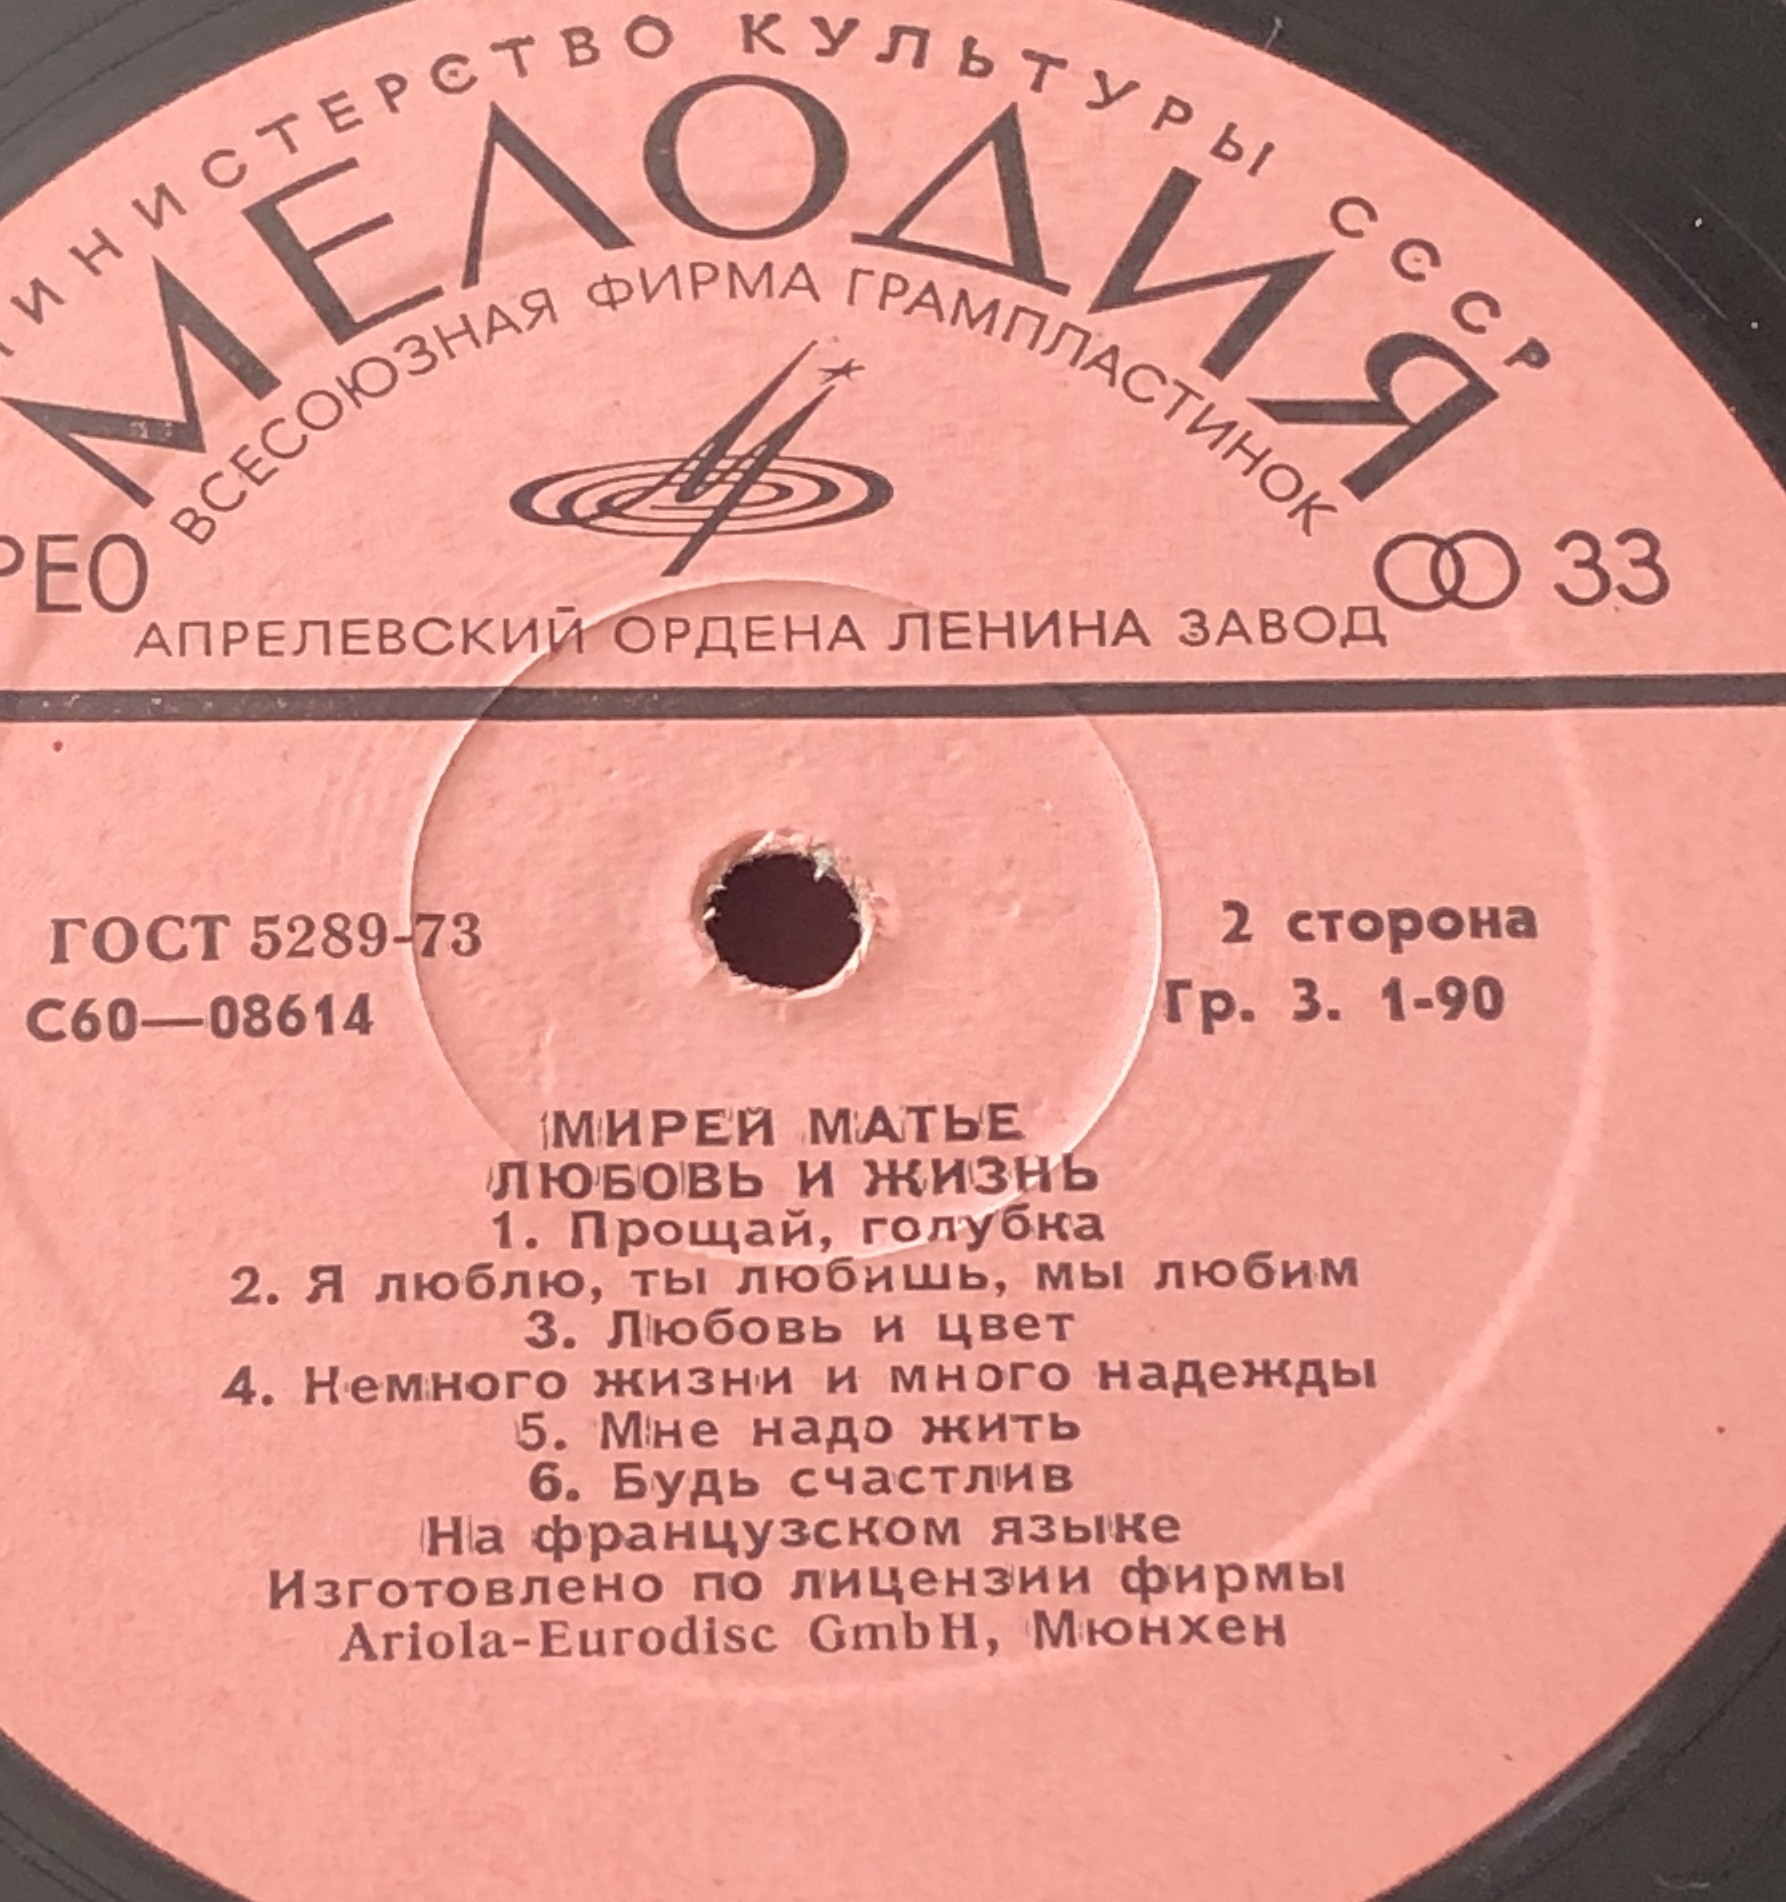 МИНИСТЕРСТВО КУЛЬТУРЫ СССР
МЕЛОДИЯ
ВСЕСОЮЗНАЯ ФИРМА ГРАМПЛАСТИНОК
РЕО 33
АПРЕЛЕВСКИЙ ОРДЕНА ЛЕНИНА ЗАВОД
ГОСТ 5289-73
С60—08614
2 сторона
Гр. 3. 1-90
МИРЕЙ МАТЬЕ
ЛЮБОВЬ И ЖИЗНЬ
1. Прощай, голубка
2. Я люблю, ты любишь, мы любим
3. Любовь и цвет
4. Немного жизни и много надежды
5. Мне надо жить
6. Будь счастлив
На французском языке
Изготовлено по лицензии фирмы
Ariola-Eurodisc GmbH, Мюнхен